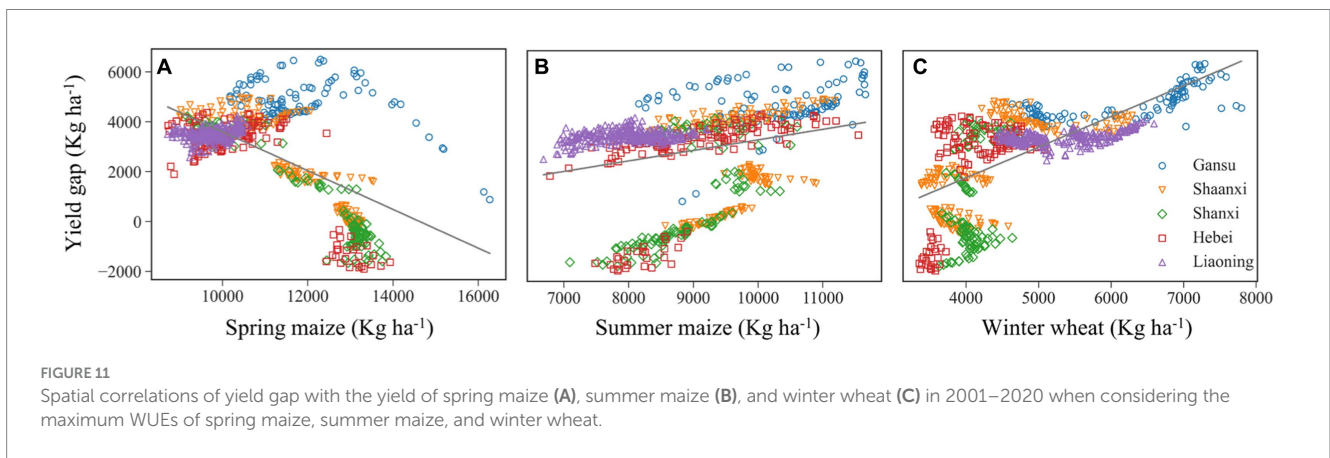 A
B
C
Yield gap (Kg ha⁻¹)
6000
4000
2000
0
−2000
10000 12000 14000 16000
7000 8000 9000 10000 11000
4000 5000 6000 7000 8000
Gansu
Shaanxi
Shanxi
Hebei
Liaoning
Spring maize (Kg ha⁻¹)
Summer maize (Kg ha⁻¹)
Winter wheat (Kg ha⁻¹)
FIGURE 11
Spatial correlations of yield gap with the yield of spring maize (A), summer maize (B), and winter wheat (C) in 2001–2020 when considering the
maximum WUEs of spring maize, summer maize, and winter wheat.